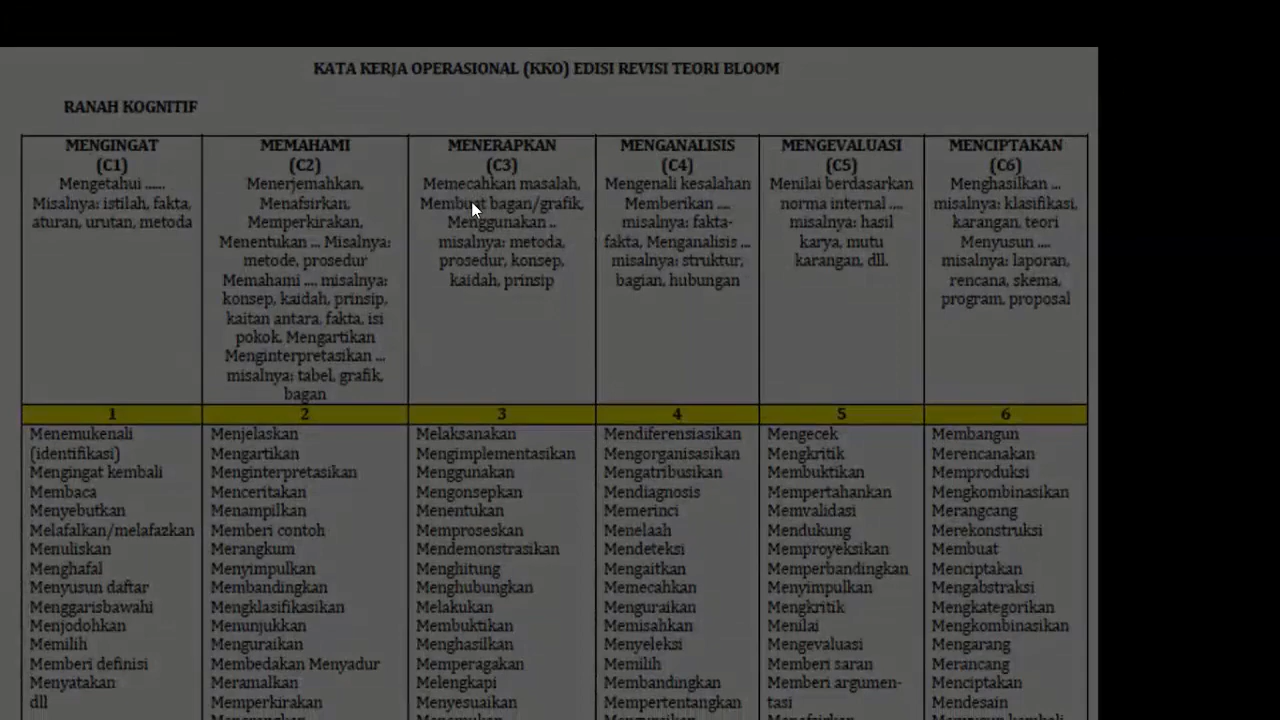 KATA KERJA OPERASIONAL (KKO) EDISI REVISI TEORI BLOOM
RANAH KOGNITIF
MENGINGAT
(C1)
Mengetahui ......
Misalnya: istilah, fakta,
aturan, urutan, metoda
MEMAHAMI
(C2)
Menerjemahkan,
Menafsirkan,
Memperkirakan,
Menentukan ... Misalnya:
metode, prosedur
Memahami .... misalnya:
konsep, kaidah, prinsip,
kaitan antara, fakta, isi
pokok. Mengartikan
Menginterpretasikan ...
misalnya: tabel, grafik,
bagan
MENERAPKAN
(C3)
Memecahkan masalah,
Membuat bagan/grafik,
Menggunakan ..
misalnya: metoda,
prosedur, konsep,
kaidah, prinsip
MENGANALISIS
(C4)
Mengenali kesalahan
Memberikan ....
misalnya: fakta-
fakta, Menganalisis ...
misalnya: struktur,
bagian, hubungan
MENGEVALUASI
(C5)
Menilai berdasarkan
norma internal ....
misalnya: hasil
karya, mutu
karangan, dll.
MENCIPTAKAN
(C6)
Menghasilkan ...
misalnya: klasifikasi,
karangan, teori
Menyusun ....
misalnya: laporan,
rencana, skema,
program, proposal
1
2
3
4
5
6
Menemukenali
(identifikasi)
Mengingat kembali
Membaca
Menyebutkan
Melafalkan/melafazkan
Menuliskan
Menghafal
Menyusun daftar
Menggarisbawahi
Menjodohkan
Memilih
Memberi definisi
Menyatakan
dll
Menjelaskan
Mengartikan
Menginterpretasikan
Menceritakan
Menampilkan
Memberi contoh
Merangkum
Menyimpulkan
Membandingkan
Mengklasifikasikan
Menunjukkan
Menguraikan
Membedakan Menyadur
Meramalkan
Memperkirakan
Melaksanakan
Mengimplementasikan
Menggunakan
Mengonsepkan
Menentukan
Memproseskan
Mendemonstrasikan
Menghitung
Menghubungkan
Melakukan
Membuktikan
Menghasilkan
Memperagakan
Melengkapi
Menyesuaikan
Mendiferensiasikan
Mengorganisasikan
Mengatribusikan
Mendiagnosis
Memerinci
Menelaah
Mendeteksi
Mengaitkan
Memecahkan
Menguraikan
Memisahkan
Menyeleksi
Memilih
Membandingkan
Mempertentangkan
Mengecek
Mengkritik
Membuktikan
Mempertahankan
Memvalidasi
Mendukung
Memproyeksikan
Memperbandingkan
Menyimpulkan
Mengkritik
Menilai
Mengevaluasi
Memberi saran
Memberi argumen-
tasi
Membangun
Merencanakan
Memproduksi
Mengkombinasikan
Merangcang
Merekonstruksi
Membuat
Menciptakan
Mengabstraksi
Mengkategorikan
Mengkombinasikan
Mengarang
Merancang
Menciptakan
Mendesain